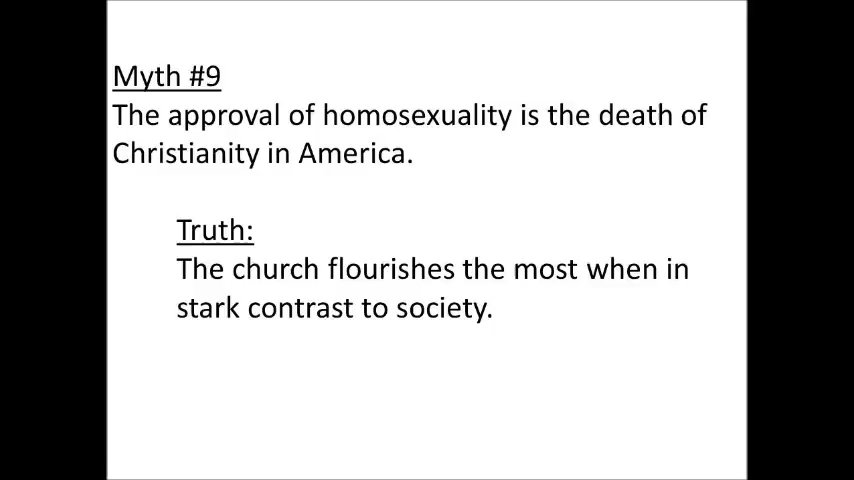 Myth #9
The approval of homosexuality is the death of
Christianity in America.
Truth:
The church flourishes the most when in
stark contrast to society.